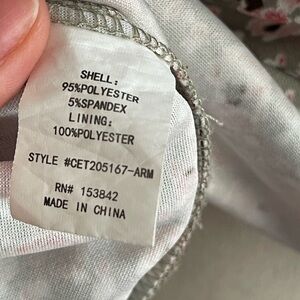 SHELL:
95%POLYESTER
5%SPANDEX
LINING:
100%POLYESTER
STYLE #CET205167-ARM
RN# 153842
MADE IN CHINA